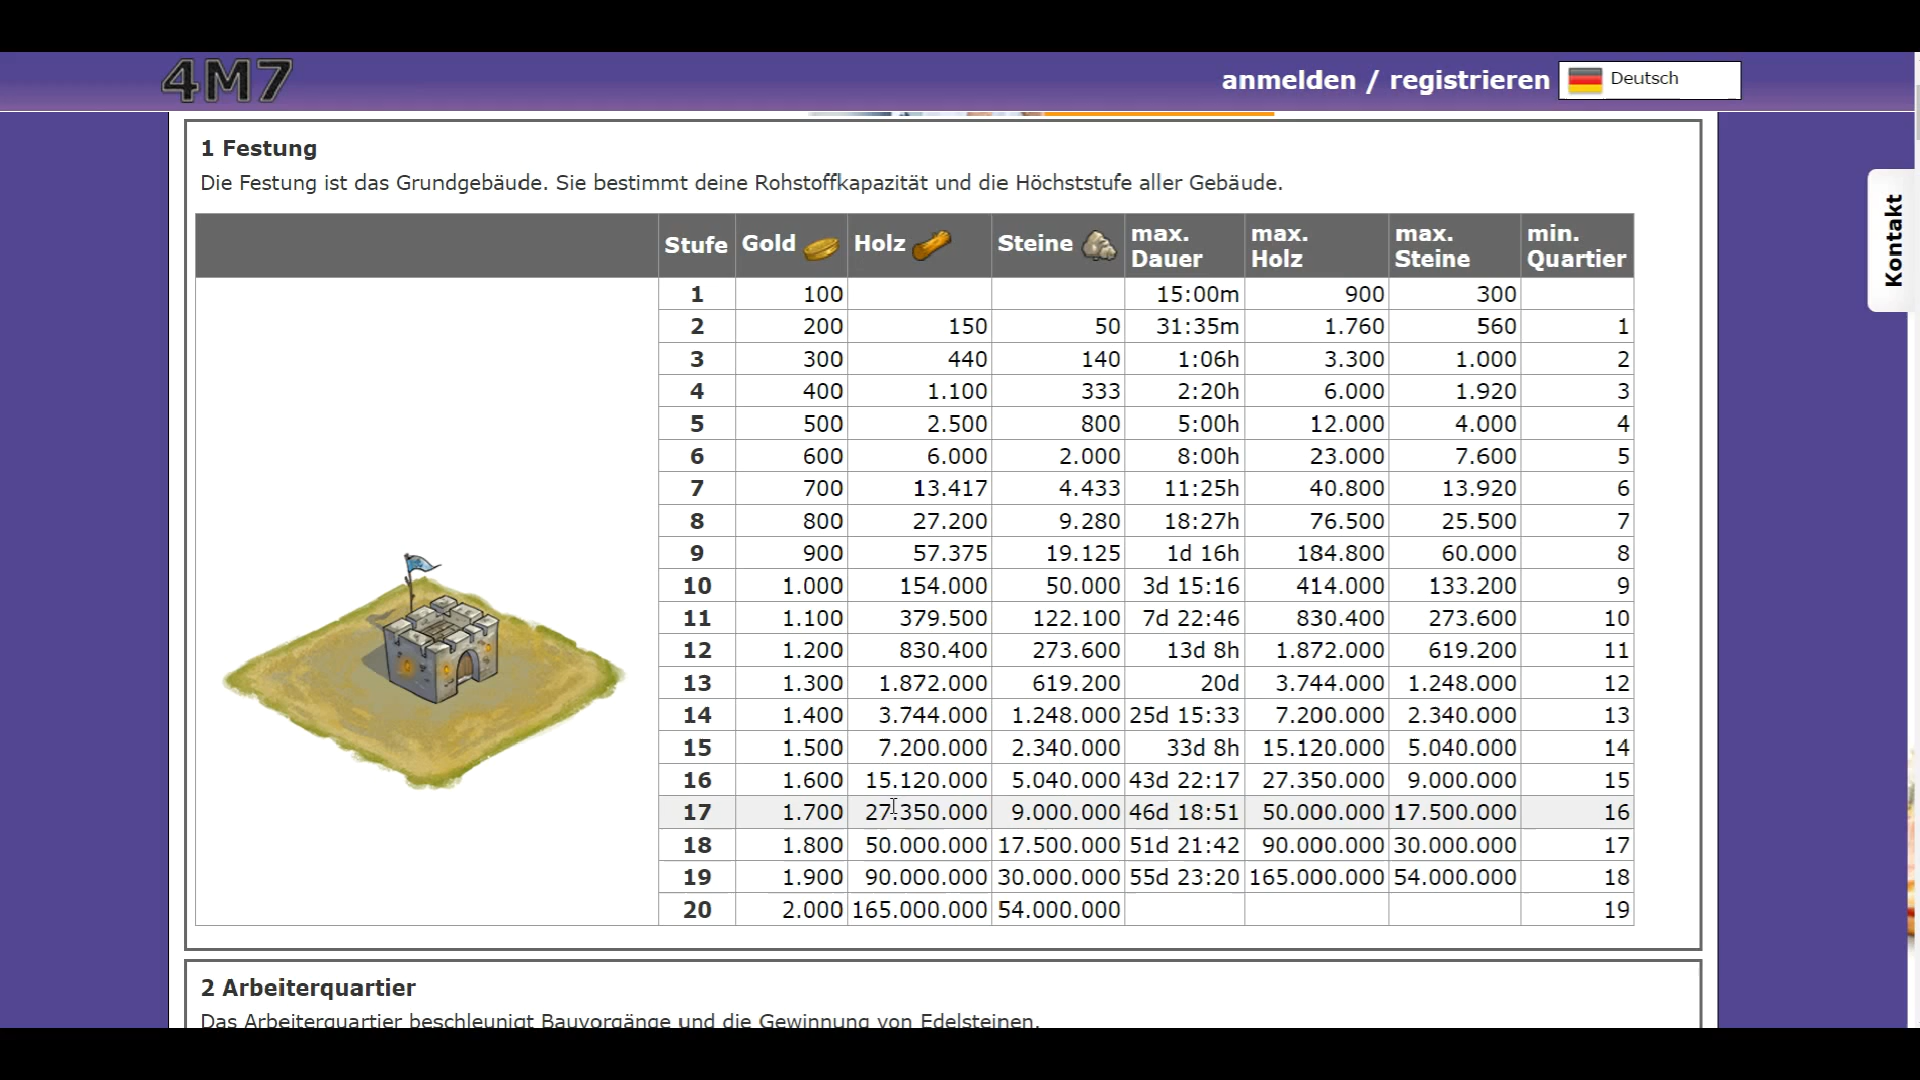 4M7
anmelden / registrieren Deutsch
Kontakt
1 Festung
Die Festung ist das Grundgebäude. Sie bestimmt deine Rohstoffkapazität und die Höchststufe aller Gebäude.
Stufe Gold Holz Steine max. Dauer max. Holz max. Steine min. Quartier
1 100 15:00m 900 300
2 200 150 50 31:35m 1.760 560 1
3 300 440 140 1:06h 3.300 1.000 2
4 400 1.100 333 2:20h 6.000 1.920 3
5 500 2.500 800 5:00h 12.000 4.000 4
6 600 6.000 2.000 8:00h 23.000 7.600 5
7 700 13.417 4.433 11:25h 40.800 13.920 6
8 800 27.200 9.280 18:27h 76.500 25.500 7
9 900 57.375 19.125 1d 16h 184.800 60.000 8
10 1.000 154.000 50.000 3d 15:16 414.000 133.200 9
11 1.100 379.500 122.100 7d 22:46 830.400 273.600 10
12 1.200 830.400 273.600 13d 8h 1.872.000 619.200 11
13 1.300 1.872.000 619.200 20d 3.744.000 1.248.000 12
14 1.400 3.744.000 1.248.000 25d 15:33 7.200.000 2.340.000 13
15 1.500 7.200.000 2.340.000 33d 8h 15.120.000 5.040.000 14
16 1.600 15.120.000 5.040.000 43d 22:17 27.350.000 9.000.000 15
17 1.700 27.350.000 9.000.000 46d 18:51 50.000.000 17.500.000 16
18 1.800 50.000.000 17.500.000 51d 21:42 90.000.000 30.000.000 17
19 1.900 90.000.000 30.000.000 55d 23:20 165.000.000 54.000.000 18
20 2.000 165.000.000 54.000.000 19
2 Arbeiterquartier
Das Arbeiterquartier beschleunigt Bauvorgänge und die Gewinnung von Edelsteinen.